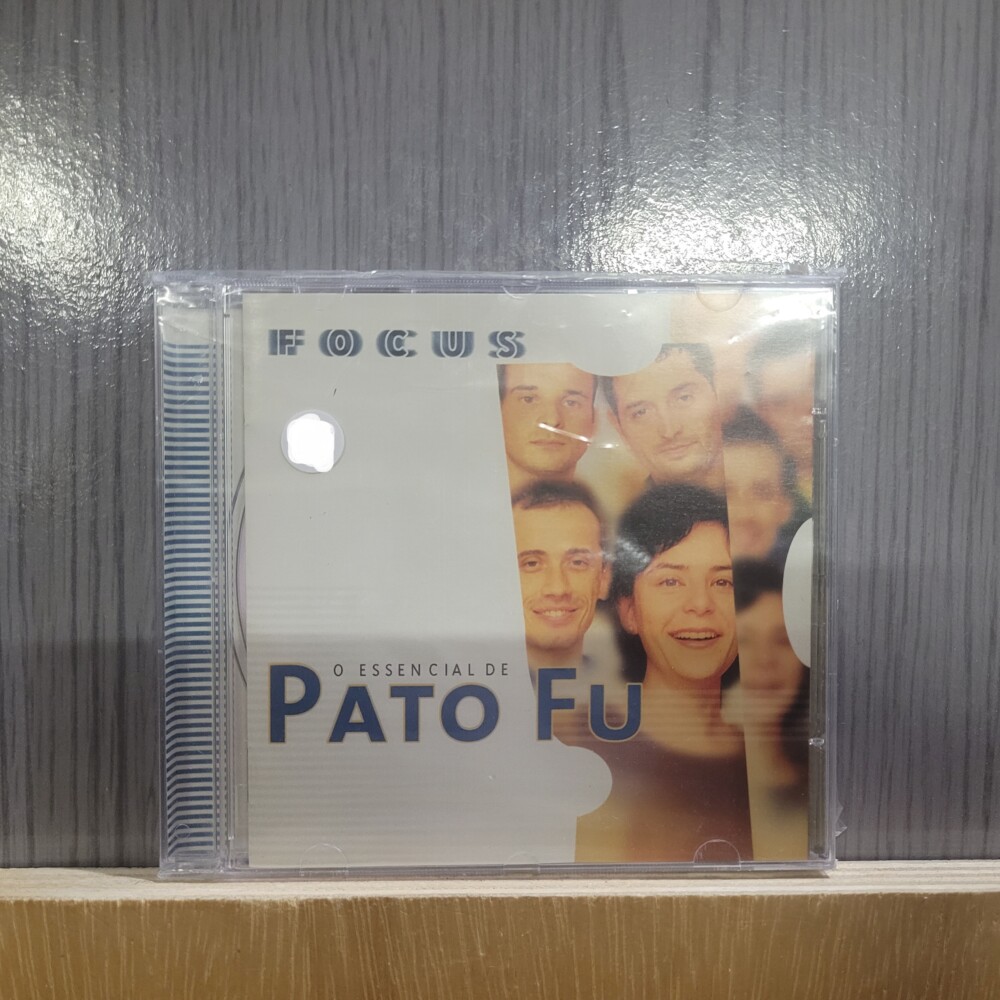 FOCUS
O ESSENCIAL DE
PATO FU